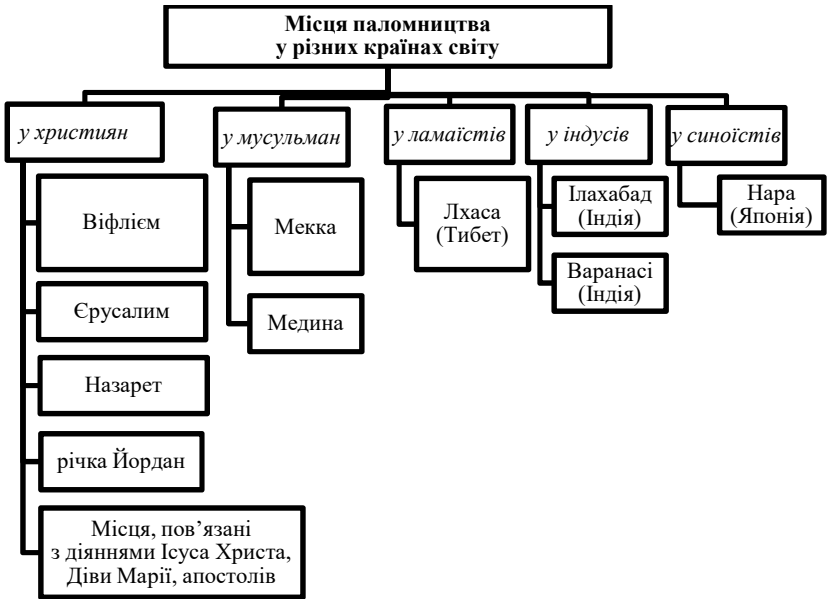 Місця паломництва
у різних країнах світу
у християн
у мусульман
у ламаїстів
у індусів
у синоїстів
Віфлієм
Єрусалим
Назарет
річка Йордан
Місця, пов’язані
з діяннями Ісуса Христа,
Діви Марії, апостолів
Мекка
Медина
Лхаса
(Тибет)
Ілахабад
(Індія)
Варанасі
(Індія)
Нара
(Японія)